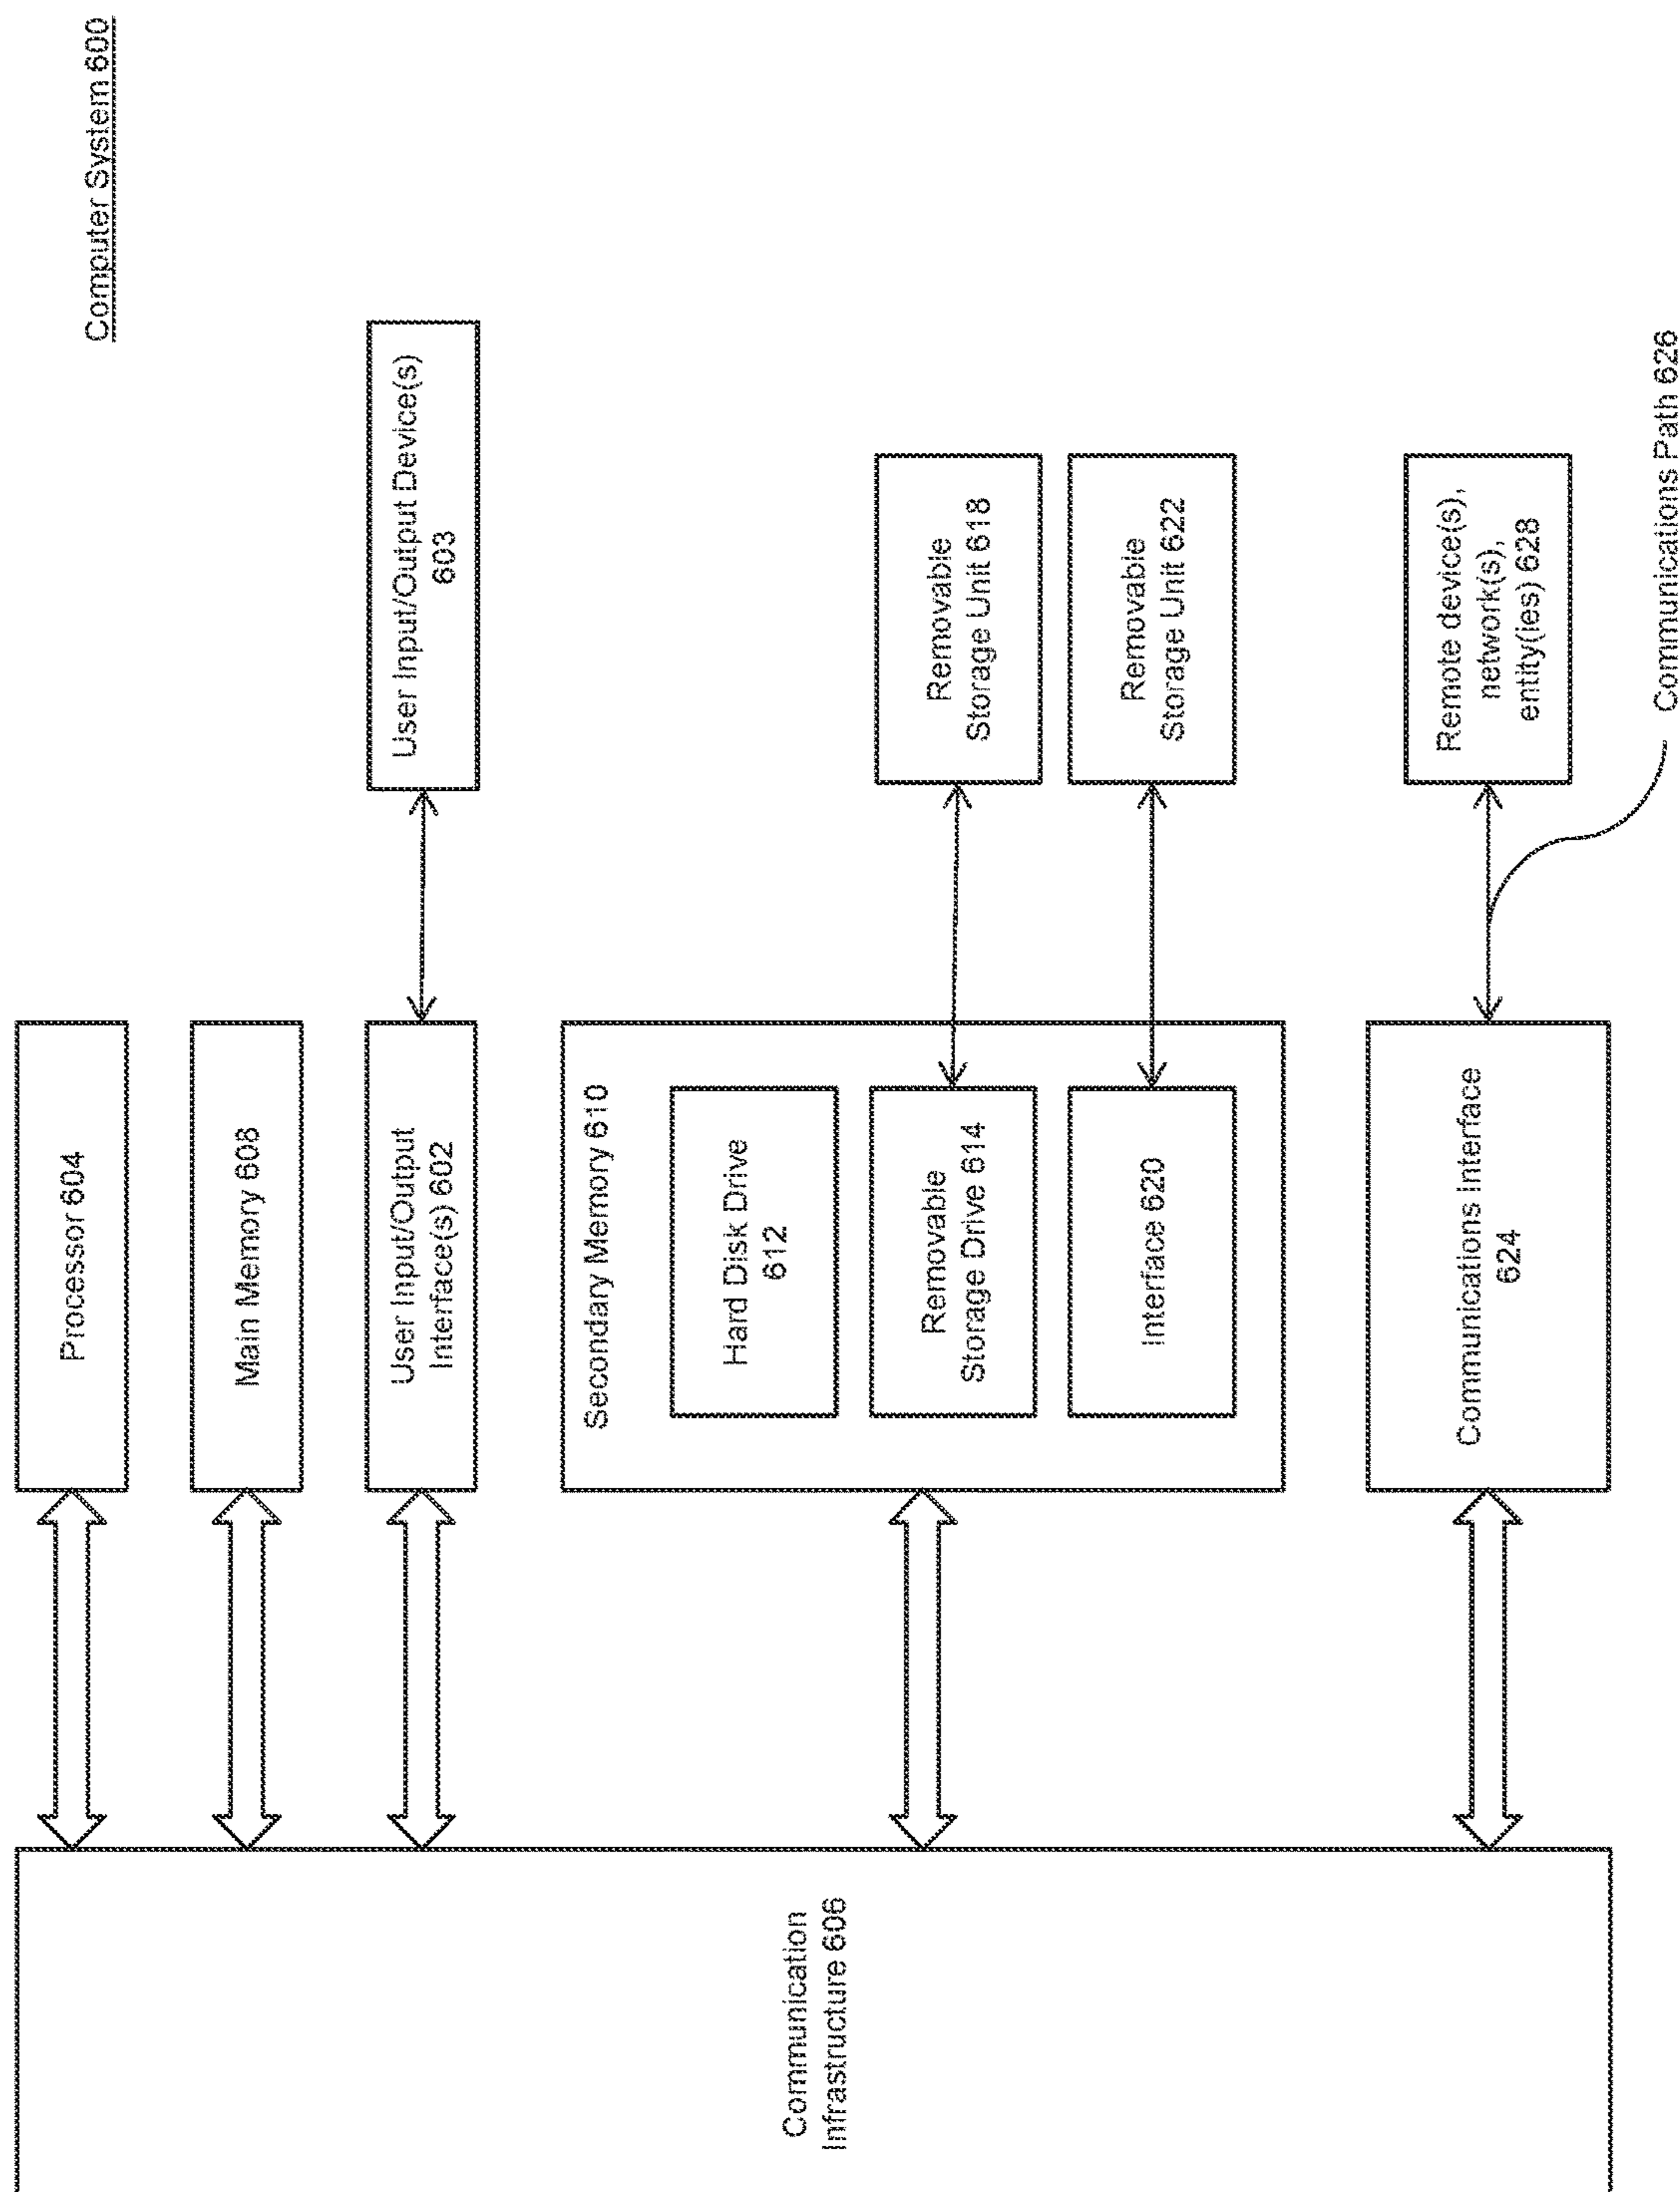 Computer System 600
Processor 604
Main Memory 608
User Input/Output
Interface(s) 602
User Input/Output Device(s)
603
Secondary Memory 610
Hard Disk Drive
612
Removable
Storage Drive 614
Removable
Storage Unit 618
Interface 620
Removable
Storage Unit 622
Communications Interface
624
Remote device(s),
network(s),
entity(ies) 628
Communications Path 626
Communication
Infrastructure 606